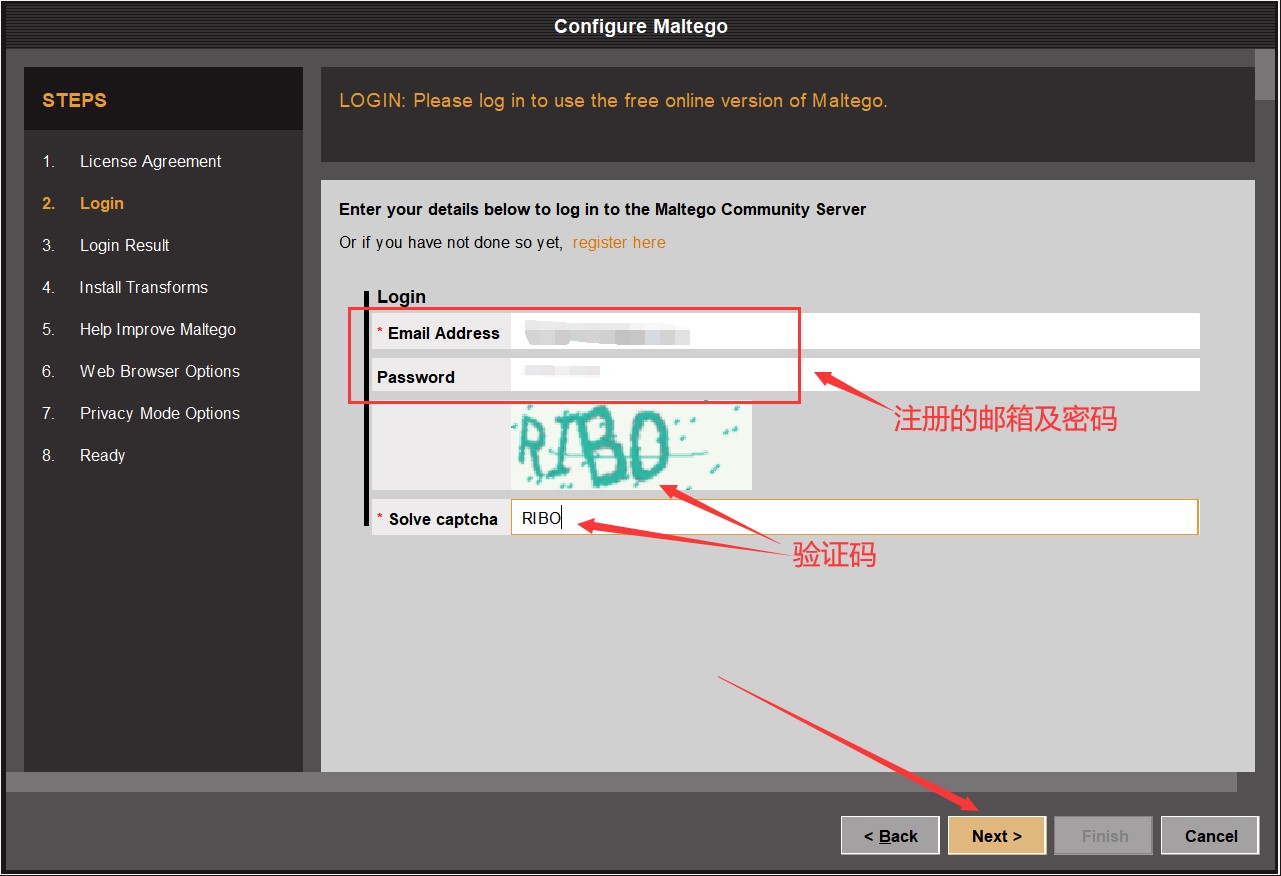 Configure Maltego
STEPS
1. License Agreement
2. Login
3. Login Result
4. Install Transforms
5. Help Improve Maltego
6. Web Browser Options
7. Privacy Mode Options
8. Ready
LOGIN: Please log in to use the free online version of Maltego.
Enter your details below to log in to the Maltego Community Server
Or if you have not done so yet, register here
Login
* Email Address
Password
注册的邮箱及密码
RIBO
* Solve captcha RIBO
验证码
< Back Next > Finish Cancel